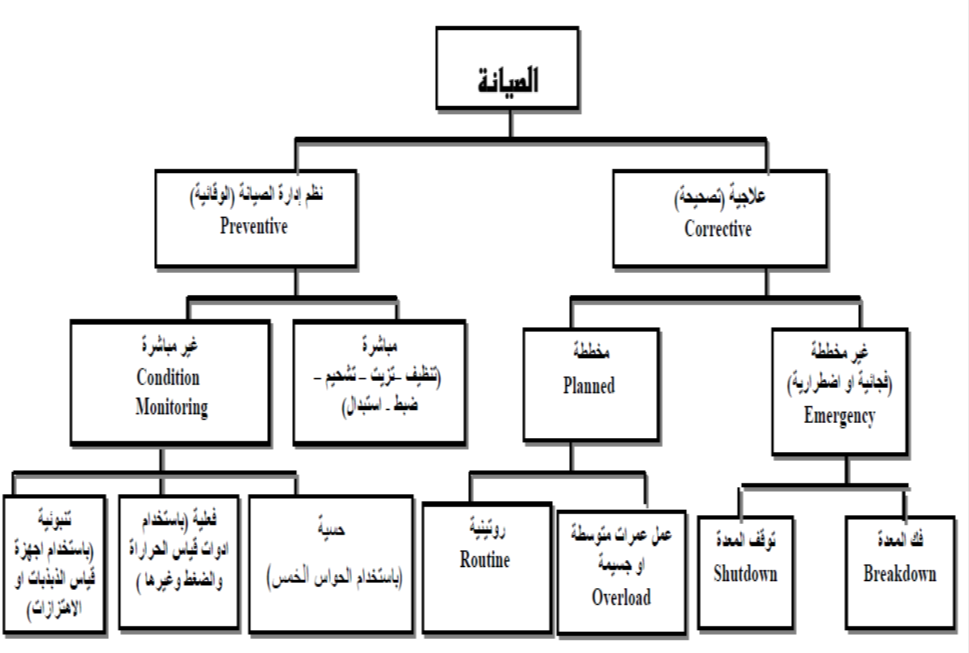 الصيانة
نظم إدارة الصيانة (الوقائية)
Preventive
علاجية (تصحيحة)
Corrective
غير مباشرة
Condition
Monitoring
مباشرة
(تنظيف –تزيت – تشحيم –
ضبط - استبدال)
مخططة
Planned
غير مخططة
(فجائية او اضطرارية)
Emergency
تنبوئية
(باستخدام اجهزة
قياس الذبذبات او
الاهتزازات)
فعلية (باستخدام
ادوات قياس الحراراة
والضغط وغيرها )
حسية
(باستخدام الحواس الخمس)
روتينية
Routine
عمل عمرات متوسطة
او جسيمة
Overload
توقف المعدة
Shutdown
فك المعدة
Breakdown